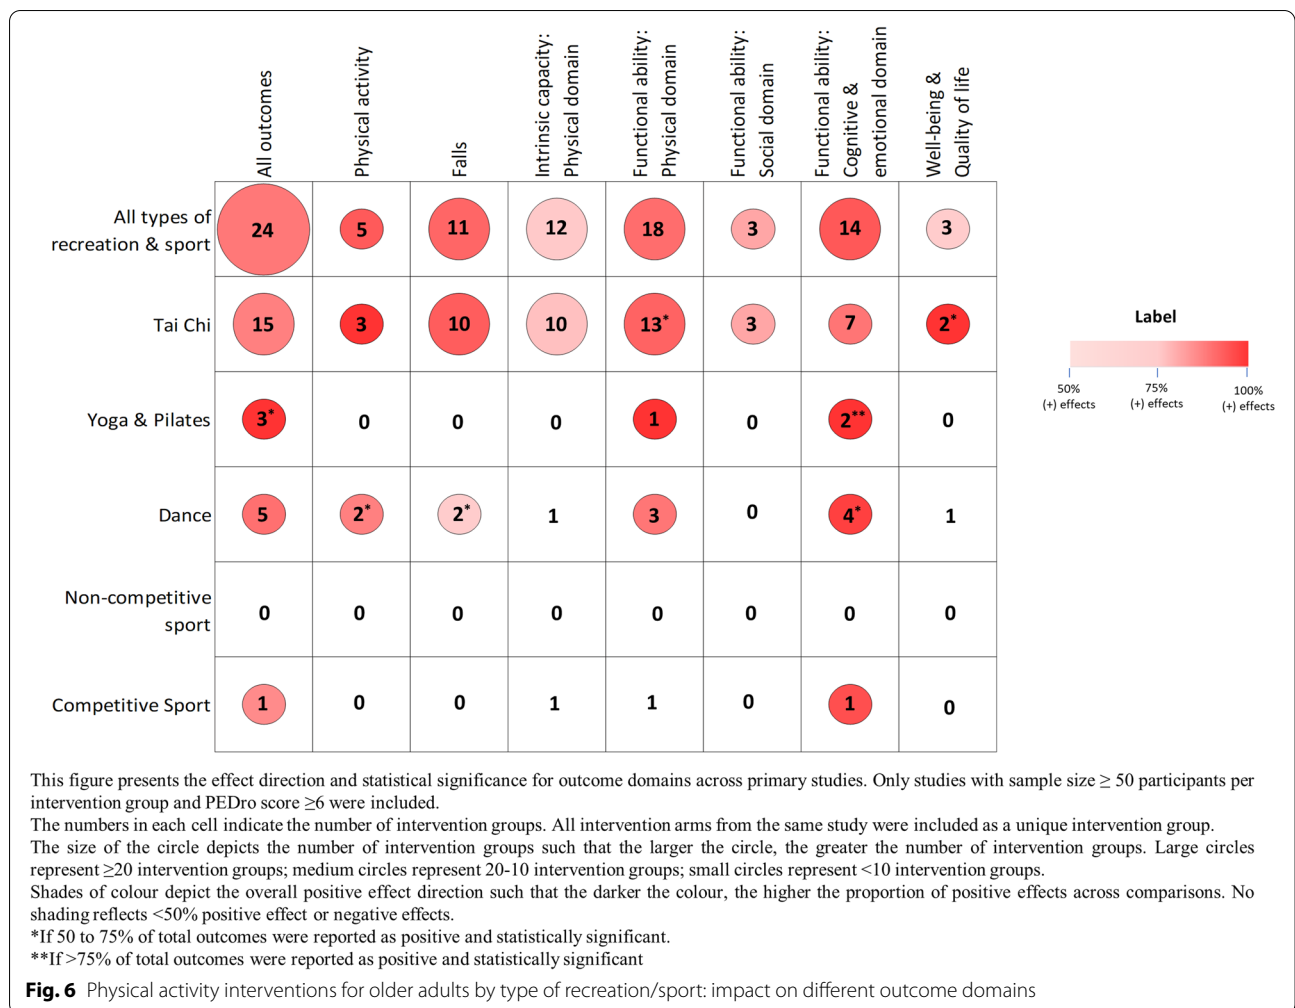 All outcomes
Physical activity
Falls
Intrinsic capacity:
Physical domain
Functional ability:
Physical domain
Functional ability:
Social domain
Functional ability:
Cognitive &
emotional domain
Well-being &
Quality of life
All types of
recreation & sport
24 5 11 12 18 3 14 3
Tai Chi 15 3 10 10 13* 3 7 2*
Yoga & Pilates 3* 0 0 0 1 0 2** 0
Dance 5 2* 2* 1 3 0 4* 1
Non-competitive
sport
0 0 0 0 0 0 0 0
Competitive Sport 1 0 0 1 1 0 1 0
Label
50% 75% 100%
(+) effects (+) effects (+) effects
This figure presents the effect direction and statistical significance for outcome domains across primary studies. Only studies with sample size ≥ 50 participants per
intervention group and PEDro score ≥6 were included.
The numbers in each cell indicate the number of intervention groups. All intervention arms from the same study were included as a unique intervention group.
The size of the circle depicts the number of intervention groups such that the larger the circle, the greater the number of intervention groups. Large circles
represent ≥20 intervention groups; medium circles represent 20-10 intervention groups; small circles represent <10 intervention groups.
Shades of colour depict the overall positive effect direction such that the darker the colour, the higher the proportion of positive effects across comparisons. No
shading reflects <50% positive effect or negative effects.
*If 50 to 75% of total outcomes were reported as positive and statistically significant.
**If >75% of total outcomes were reported as positive and statistically significant
Fig. 6 Physical activity interventions for older adults by type of recreation/sport: impact on different outcome domains